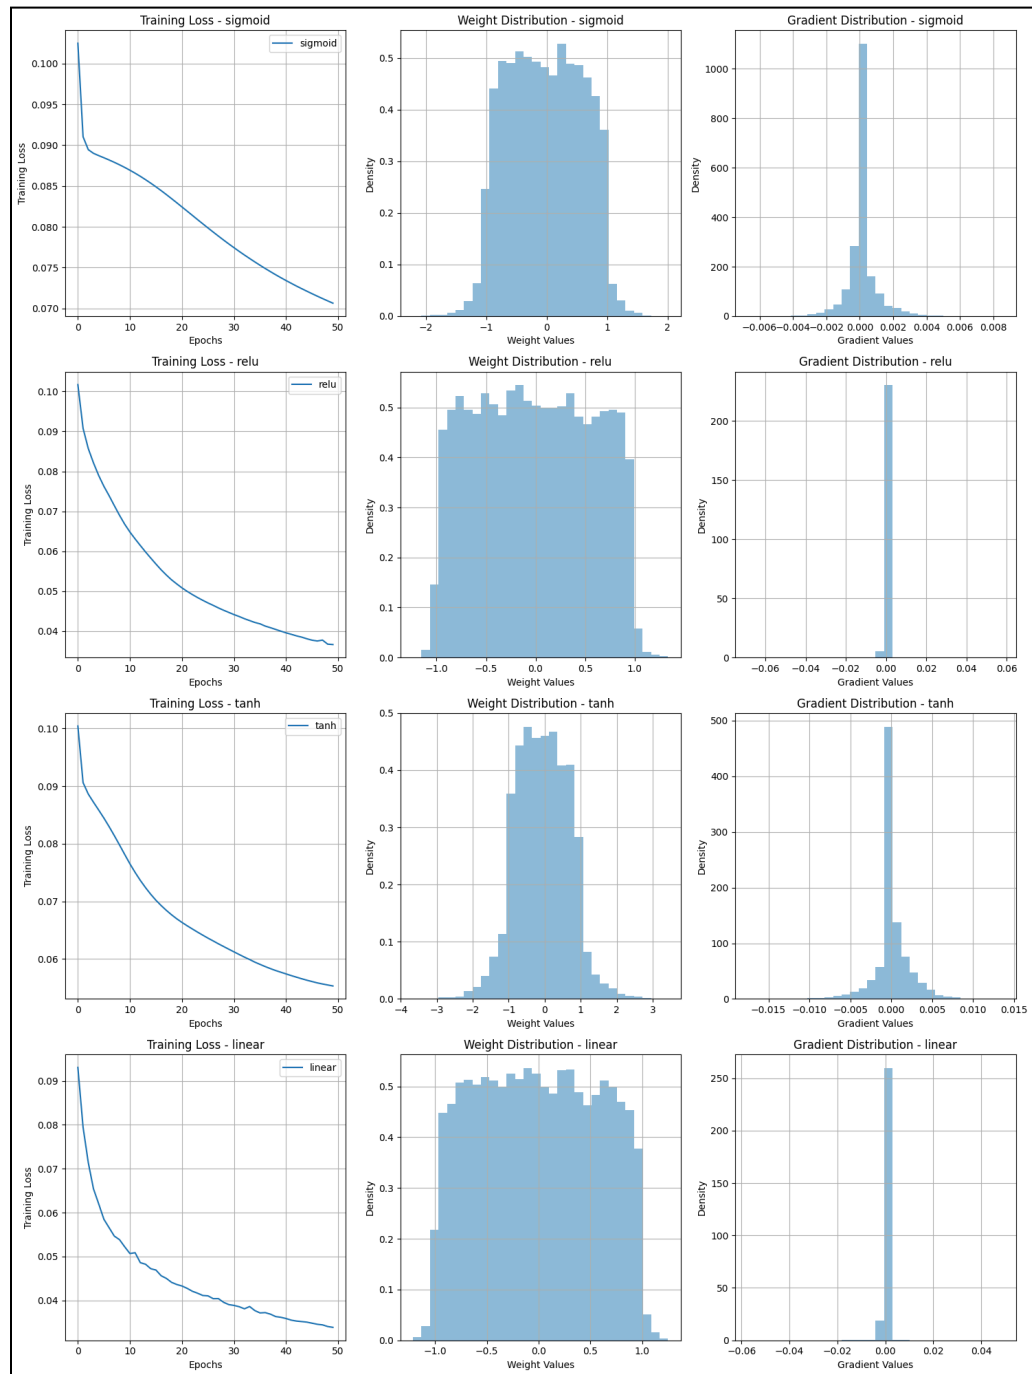 Training Loss - sigmoid
Training Loss
0.100
0.095
0.090
0.085
0.080
0.075
0.070
sigmoid
0 10 20 30 40 50
Epochs
Weight Distribution - sigmoid
Density
0.5
0.4
0.3
0.2
0.1
0.0
−2 −1 0 1 2
Weight Values
Gradient Distribution - sigmoid
Density
1000
800
600
400
200
0
−0.006 −0.004 −0.002 0.000 0.002 0.004 0.006 0.008
Gradient Values
Training Loss - relu
Training Loss
0.10
0.09
0.08
0.07
0.06
0.05
0.04
relu
0 10 20 30 40 50
Epochs
Weight Distribution - relu
Density
0.5
0.4
0.3
0.2
0.1
0.0
−1.0 −0.5 0.0 0.5 1.0
Weight Values
Gradient Distribution - relu
Density
200
150
100
50
0
−0.06 −0.04 −0.02 0.00 0.02 0.04 0.06
Gradient Values
Training Loss - tanh
Training Loss
0.10
0.09
0.08
0.07
0.06
tanh
0 10 20 30 40 50
Epochs
Weight Distribution - tanh
Density
0.5
0.4
0.3
0.2
0.1
0.0
−4 −3 −2 −1 0 1 2 3
Weight Values
Gradient Distribution - tanh
Density
500
400
300
200
100
0
−0.015 −0.010 −0.005 0.000 0.005 0.010 0.015
Gradient Values
Training Loss - linear
Training Loss
0.09
0.08
0.07
0.06
0.05
0.04
linear
0 10 20 30 40 50
Epochs
Weight Distribution - linear
Density
0.5
0.4
0.3
0.2
0.1
0.0
−1.0 −0.5 0.0 0.5 1.0
Weight Values
Gradient Distribution - linear
Density
250
200
150
100
50
0
−0.06 −0.04 −0.02 0.00 0.02 0.04
Gradient Values